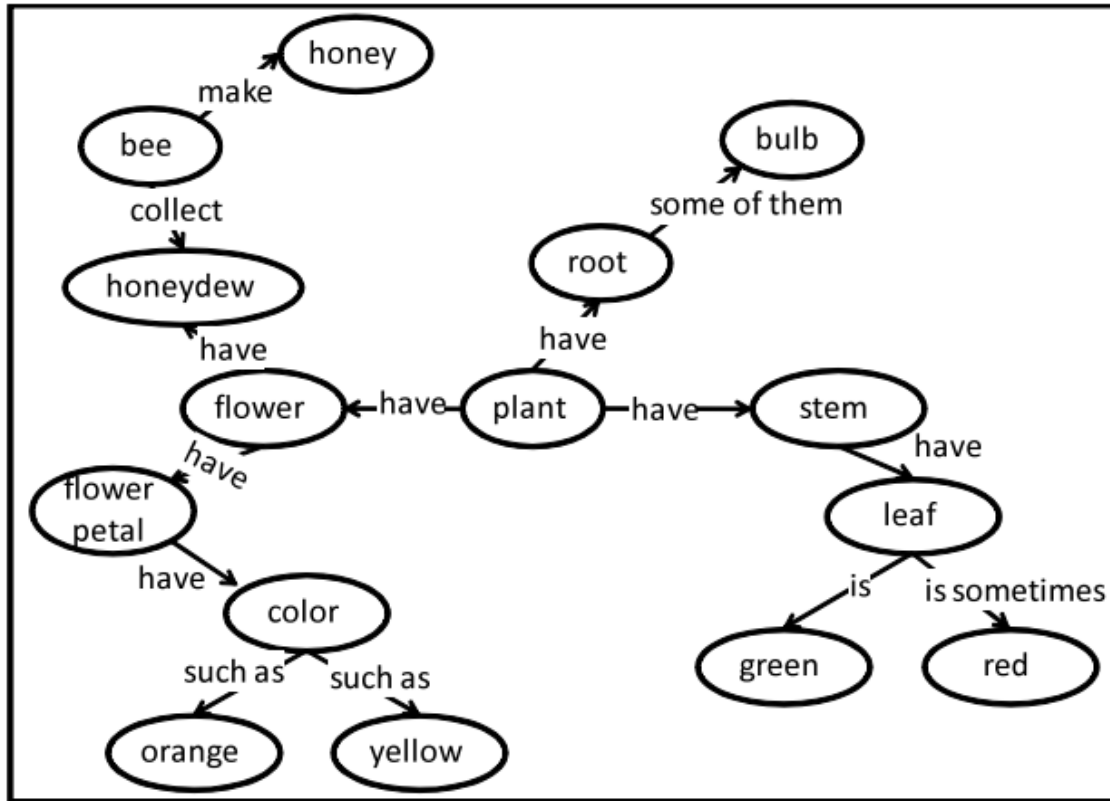 honey
make
bee
bulb
collect
some of them
root
honeydew
have
have
flower
have
plant
have
stem
have
have
flower
petal
leaf
have
is
is sometimes
color
green
red
such as
such as
orange
yellow